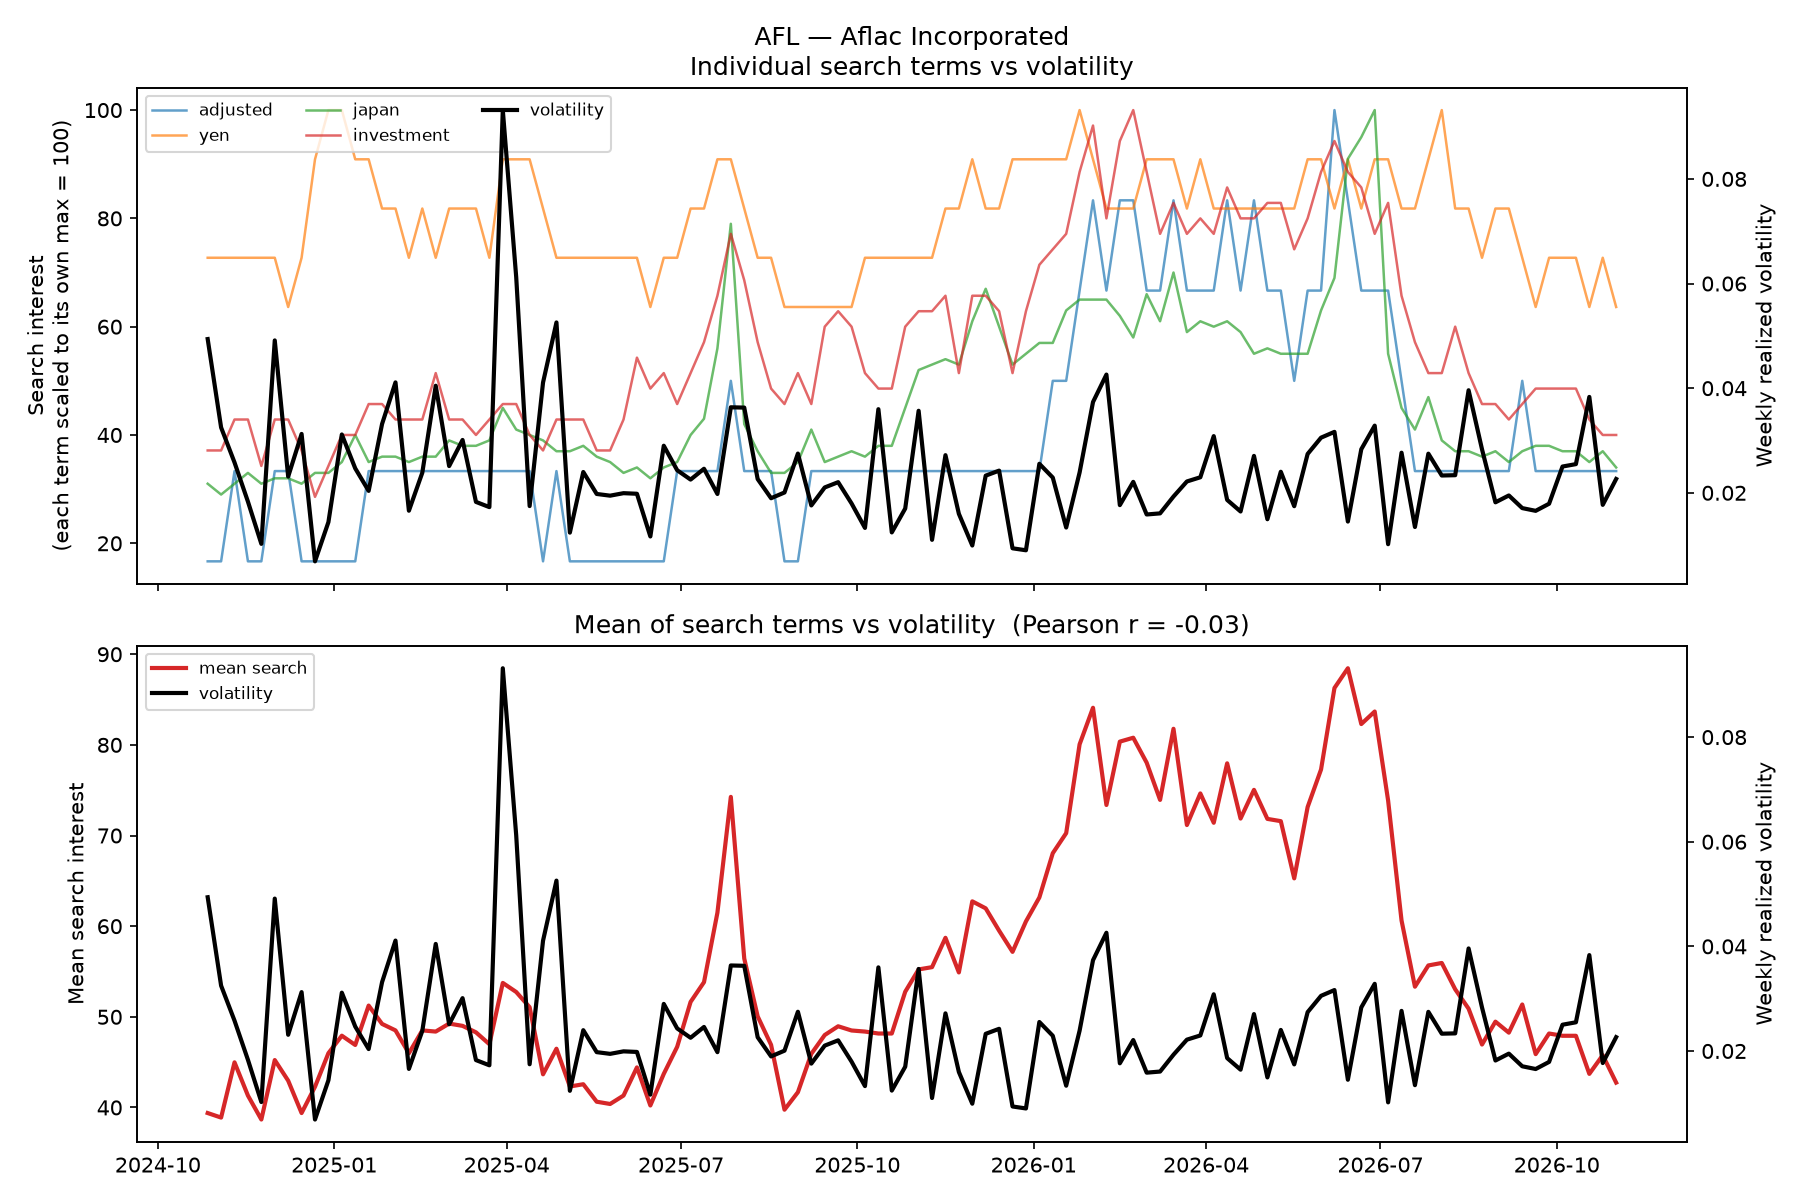 AFL — Aflac Incorporated
Individual search terms vs volatility
adjusted
yen
japan
investment
volatility
Search interest
(each term scaled to its own max = 100)
100
80
60
40
20
0.08
0.06
0.04
0.02
Weekly realized volatility
Mean of search terms vs volatility (Pearson r = -0.03)
mean search
volatility
Mean search interest
90
80
70
60
50
40
0.08
0.06
0.04
0.02
Weekly realized volatility
2024-10 2025-01 2025-04 2025-07 2025-10 2026-01 2026-04 2026-07 2026-10